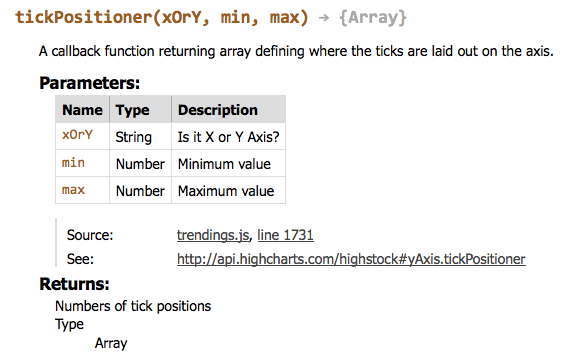 tickPositioner(xOrY, min, max) → {Array}
A callback function returning array defining where the ticks are laid out on the axis.
Parameters:
Name Type Description
xOrY String Is it X or Y Axis?
min Number Minimum value
max Number Maximum value
Source: trendings.js, line 1731
See: http://api.highcharts.com/highstock#yAxis.tickPositioner
Returns:
Numbers of tick positions
Type
Array